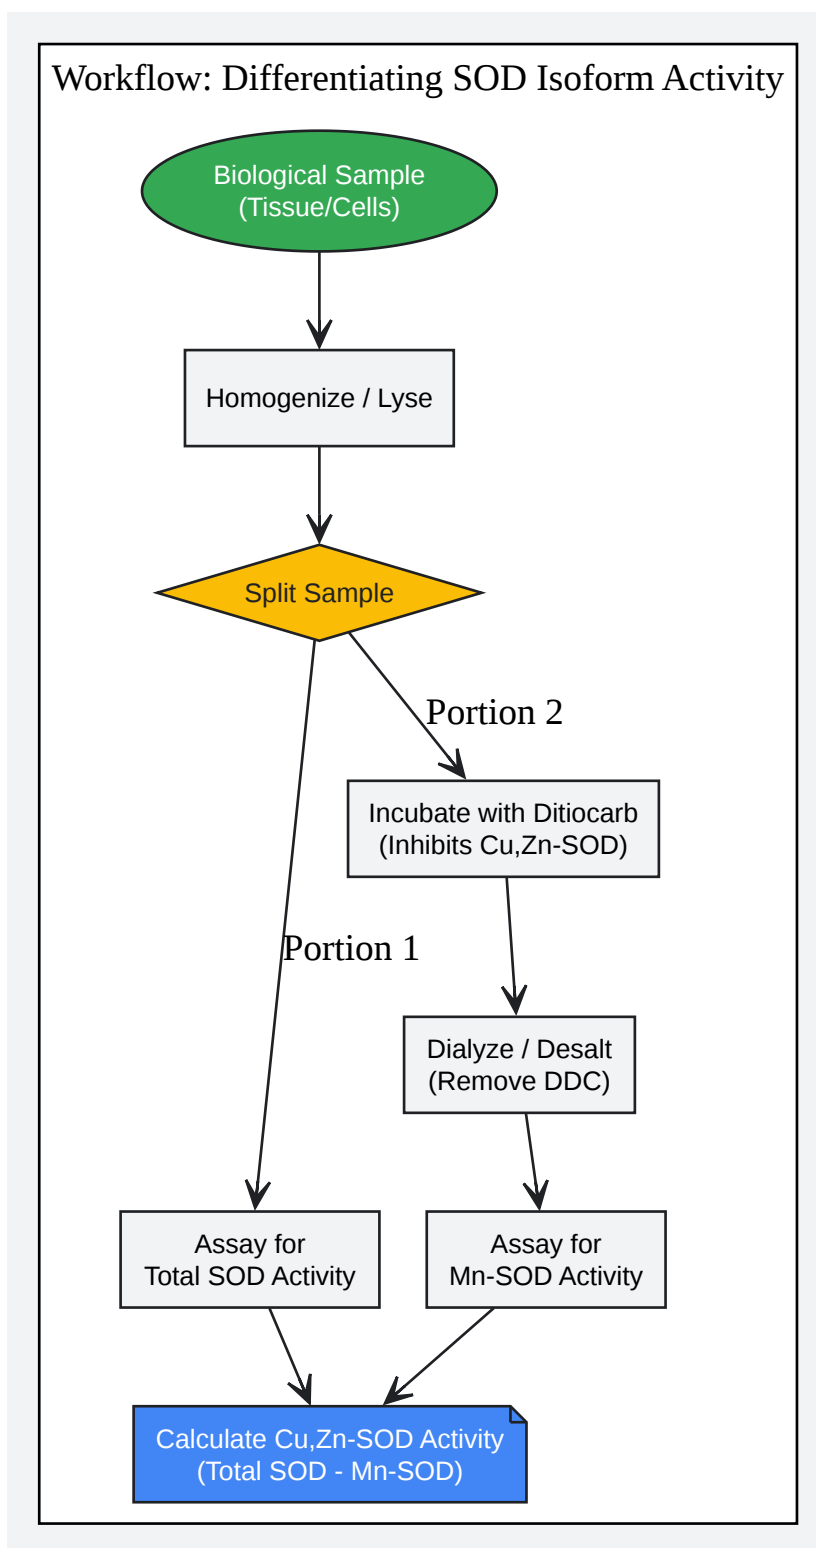 Workflow: Differentiating SOD Isoform Activity
Biological Sample
(Tissue/Cells)
Homogenize / Lyse
Split Sample
Portion 2
Incubate with Ditiocarb
(Inhibits Cu,Zn-SOD)
Portion 1
Dialyze / Desalt
(Remove DDC)
Assay for
Total SOD Activity
Assay for
Mn-SOD Activity
Calculate Cu,Zn-SOD Activity
(Total SOD - Mn-SOD)